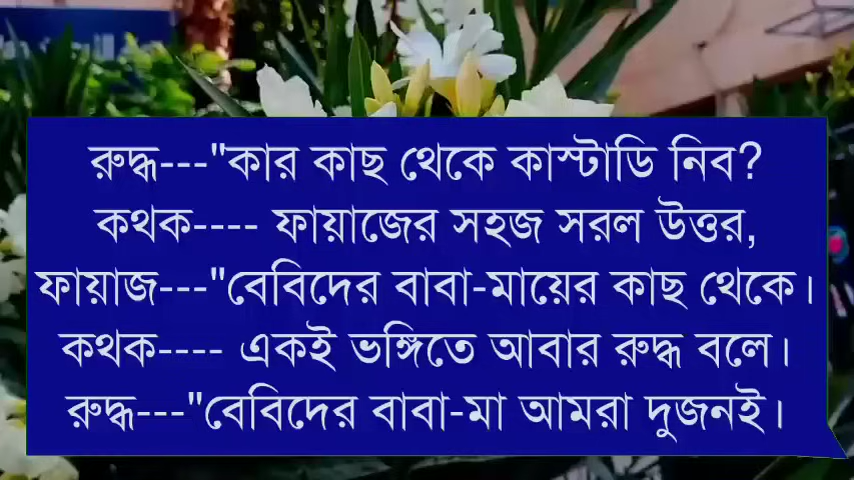 রুদ্ধ---"কার কাছ থেকে কাস্টাডি নিব?
কথক---- ফায়াজের সহজ সরল উত্তর,
ফায়াজ---"বেবিদের বাবা-মায়ের কাছ থেকে।
কথক---- একই ভঙ্গিতে আবার রুদ্ধ বলে।
রুদ্ধ---"বেবিদের বাবা-মা আমরা দুজনই।